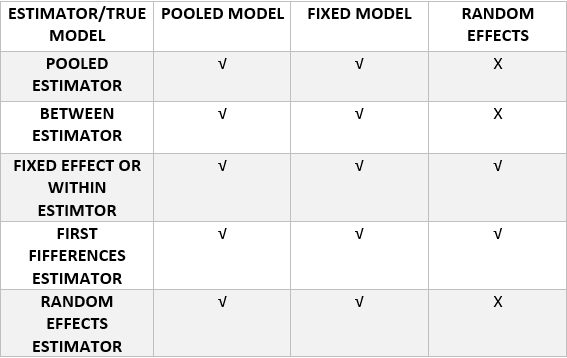 ESTIMATOR/TRUE MODEL POOLED MODEL FIXED MODEL RANDOM EFFECTS
POOLED ESTIMATOR √ √ X
BETWEEN ESTIMATOR √ √ X
FIXED EFFECT OR WITHIN ESTIMTOR √ √ √
FIRST FIFFERENCES ESTIMATOR √ √ √
RANDOM EFFECTS ESTIMATOR √ √ X